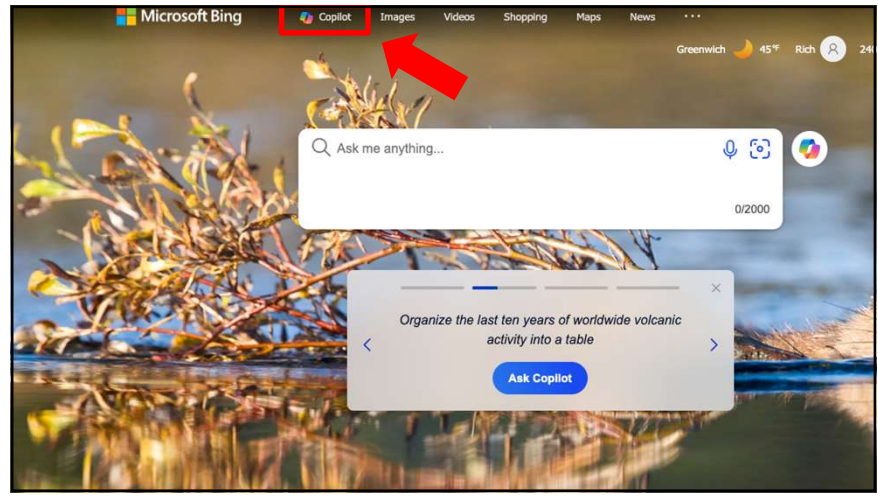 Microsoft Bing Copilot Images Videos Shopping Maps News ...
Greenwich 45°F Rich
Ask me anything...
0/2000
Organize the last ten years of worldwide volcanic
activity into a table
Ask Copilot